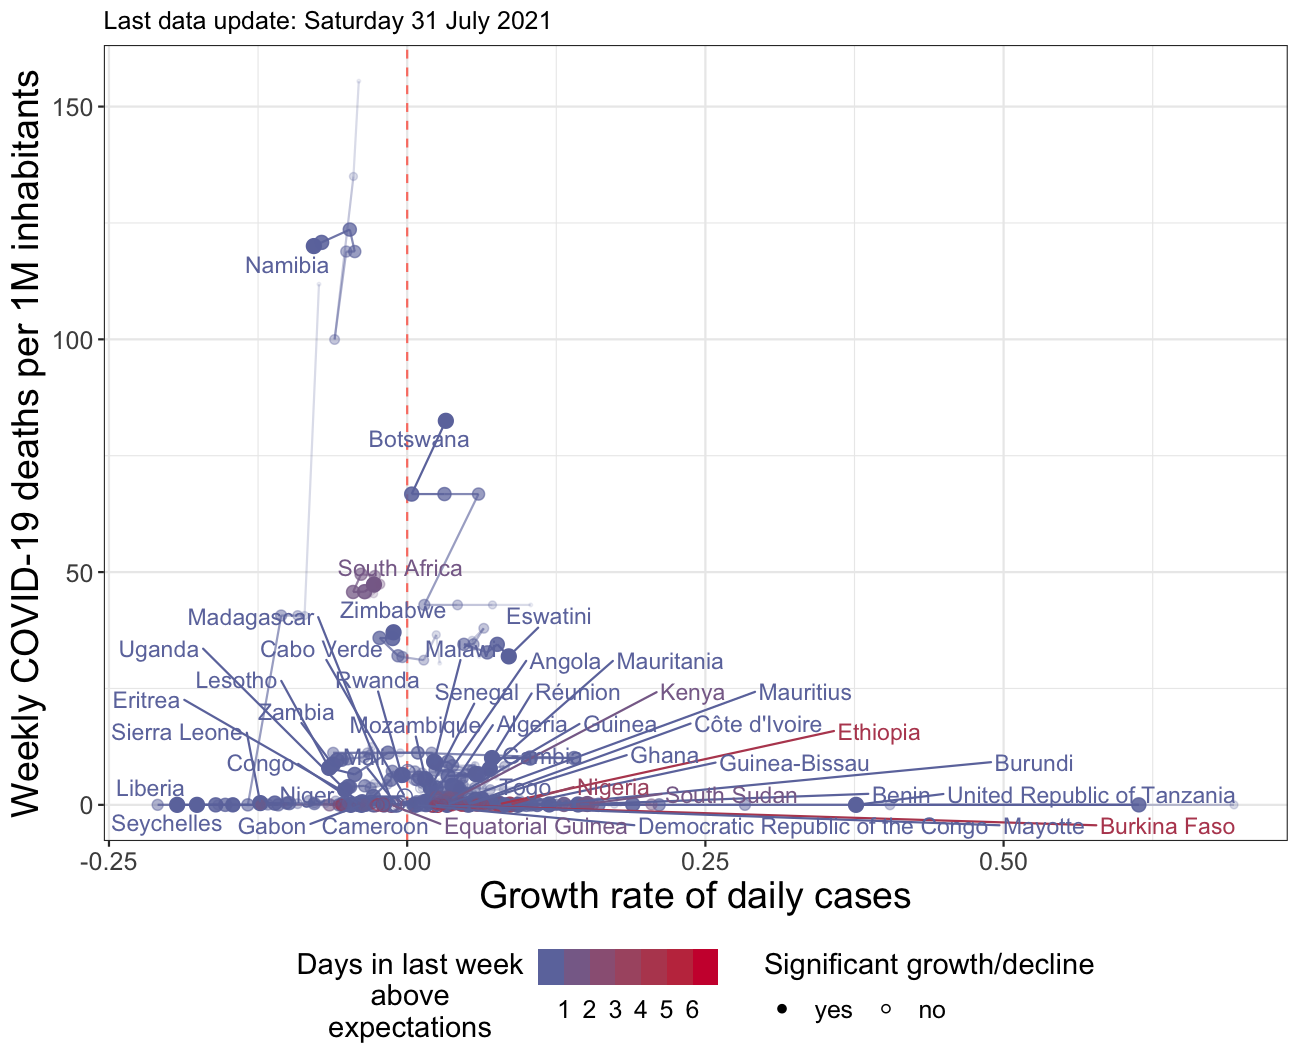 Last data update: Saturday 31 July 2021
Weekly COVID-19 deaths per 1M inhabitants
150
100
50
0
Namibia
Botswana
South Africa
Zimbabwe
Madagascar
Eswatini
Uganda
Cabo Verde
Malawi
Angola
Mauritania
Lesotho
Rwanda
Eritrea
Senegal
Réunion
Kenya
Mauritius
Zambia
Sierra Leone
Mozambique
Algeria
Guinea
Côte d'Ivoire
Ethiopia
Congo
Mali
Gambia
Ghana
Guinea-Bissau
Burundi
Liberia
Niger
Togo
Nigeria
South Sudan
Benin
United Republic of Tanzania
Seychelles
Gabon
Cameroon
Equatorial Guinea
Democratic Republic of the Congo
Mayotte
Burkina Faso
-0.25
0.00
0.25
0.50
Growth rate of daily cases
Days in last week
above
expectations
1 2 3 4 5 6
Significant growth/decline
yes
no